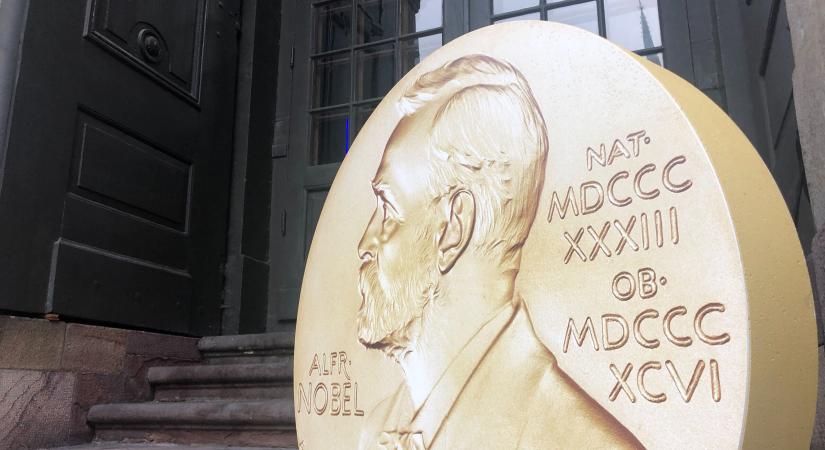 ALFR·
NOBEL
NAT·
MDCCC
XXXIII
OB·
MDCCC
XCVI